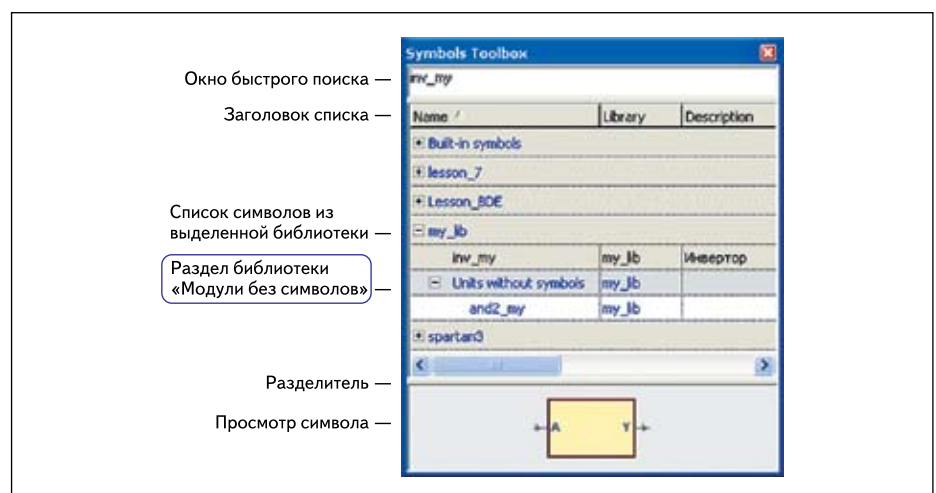 Symbols Toolbox
Окно быстрого поиска — inv_my
Заголовок списка — Name / Library Description
Built-in symbols
lesson_7
Lesson_BDE
Список символов из
выделенной библиотеки — my_lib
inv_my my_lib Инвертор
Раздел библиотеки
«Модули без символов» — Units without symbols my_lib
and2_my my_lib
spartan3
Разделитель —
Просмотр символа — A Y